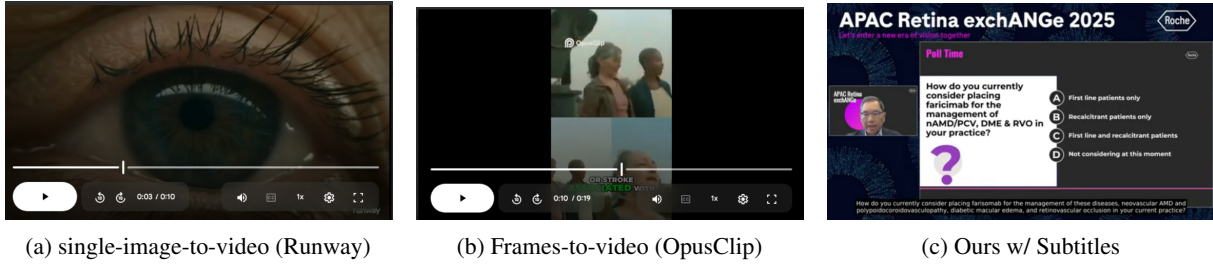 0:03 / 0:10
1x
runway
OpusClip
OR STROKE
ASSOCIATED WITH
0:10 / 0:19
1x
APAC Retina exchANGe 2025
Let's enter a new era of vision together
Roche
Poll Time
Roche
APAC Retina
exchANGe
How do you currently
consider placing
faricimab for the
management of
nAMD/PCV, DME & RVO in
your practice?
?
A First line patients only
B Recalcitrant patients only
C First line and recalcitrant patients
D Not considering at this moment
How do you currently consider placing farisomab for the management of these diseases, neovascular AMD and
polypoidocoroidovasculopathy, diabetic macular edema, and retinovascular occlusion in your current practice?
(a) single-image-to-video (Runway)
(b) Frames-to-video (OpusClip)
(c) Ours w/ Subtitles